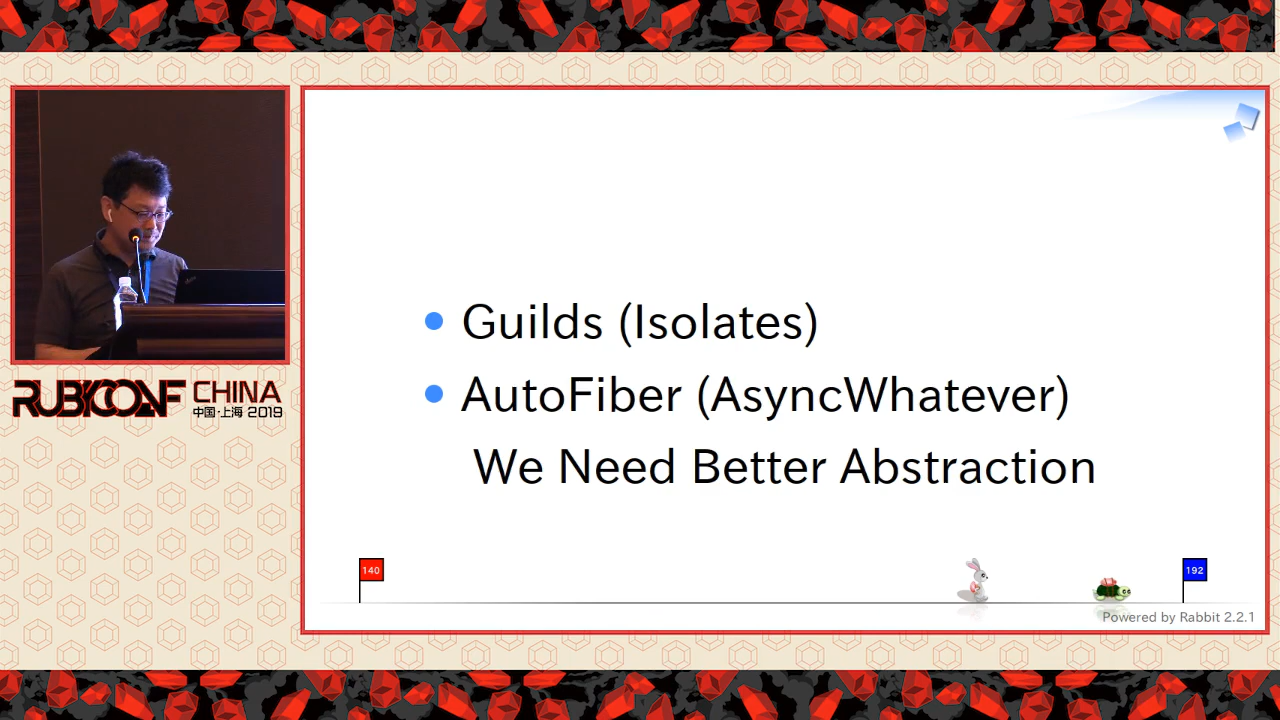 RUBYCONF CHINA
中国·上海 2019
Guilds (Isolates)
AutoFiber (AsyncWhatever)
We Need Better Abstraction
140
192
Powered by Rabbit 2.2.1